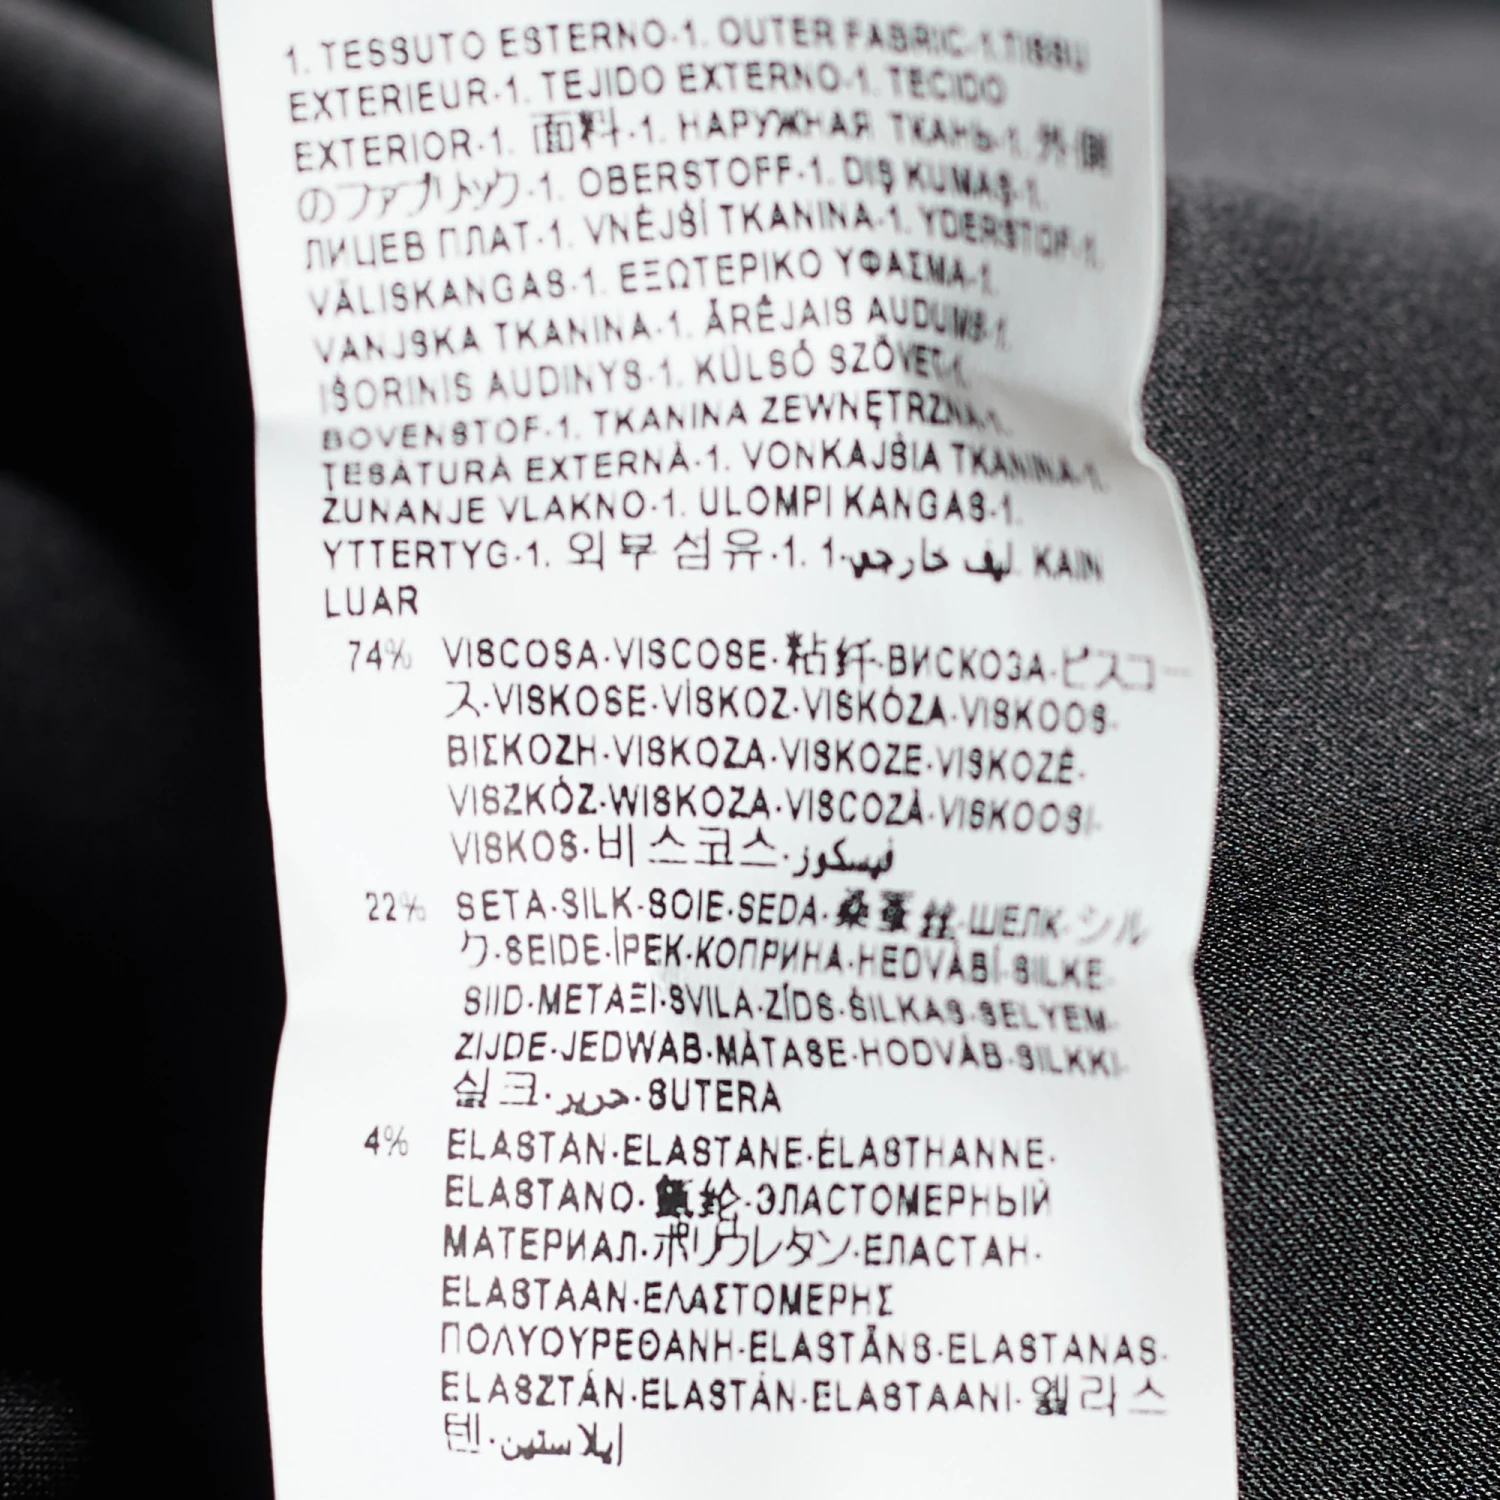 1. TESSUTO ESTERNO·1. OUTER FABRIC·1.TISSU
EXTERIEUR·1. TEJIDO EXTERNO·1. TECIDO
EXTERIOR·1. 面料·1. НАРУЖНАЯ ТКАНЬ·1. 外側
のファブリック·1. OBERSTOFF·1. DIŞ KUMAŞ·1.
ЛИЦЕВ ПЛАТ·1. VNĚJŠÍ TKANINA·1. YDERSTOF·1.
VÄLISKANGAS·1. ΕΞΩΤΕΡΙΚΟ ΥΦΑΣΜΑ·1.
VANJSKA TKANINA·1. ĀRĒJAIS AUDUMS·1.
IŠORINIS AUDINYS·1. KÜLSŐ SZÖVET·1.
BOVENSTOF·1. TKANINA ZEWNĘTRZNA·1.
ŢESĂTURĂ EXTERNĂ·1. VONKAJŠIA TKANINA·1.
ZUNANJE VLAKNO·1. ULOMPI KANGAS·1.
YTTERTYG·1. 외부 섬유·1. 1·ليف خارجي. KAIN
LUAR
74% VISCOSA·VISCOSE·粘纤·ВИСКОЗА·ビスコー
ス·VISKOSE·VİSKOZ·VISKÓZA·VISKOOS·
ΒΙΣΚΟΖΗ·VISKOZA·VISKOZE·VISKOZĖ·
VISZKÓZ·WISKOZA·VISCOZĂ·VISKOOSI·
VISKOS·비스코스·فيسكوز
22% SETA·SILK·SOIE·SEDA·桑蚕丝·ШЕЛК·シル
ク·SEIDE·İPEK·КОПРИНА·HEDVÁBÍ·SILKE·
SIID·ΜΕΤΑΞΙ·SVILA·ZĪDS·ŠILKAS·SELYEM·
ZIJDE·JEDWAB·MĂTASE·HODVÁB·SILKKI·
실크·حرير·SUTERA
4% ELASTAN·ELASTANE·ÉLASTHANNE·
ELASTANO·氨纶·ЭЛАСТОМЕРНЫЙ
МАТЕРИАЛ·ポリウレタン·ЕЛАСТАН·
ELASTAAN·ΕΛΑΣΤΟΜΕΡΗΣ
ΠΟΛΥΟΥΡΕΘΑΝΗ·ELASTĀNS·ELASTANAS·
ELASZTÁN·ELASTÁN·ELASTAANI·엘라스
텐·إيلاستين